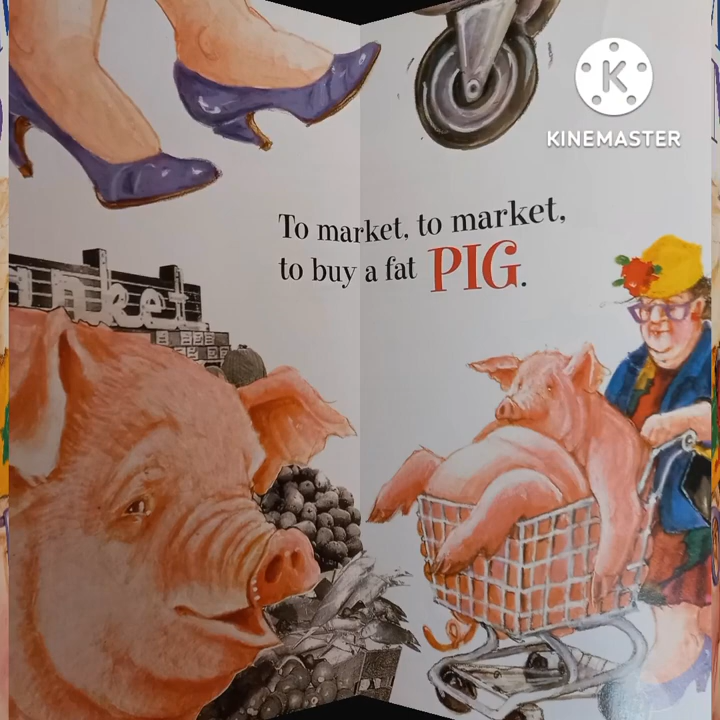 K
KINEMASTER
To market, to market,
to buy a fat PIG.